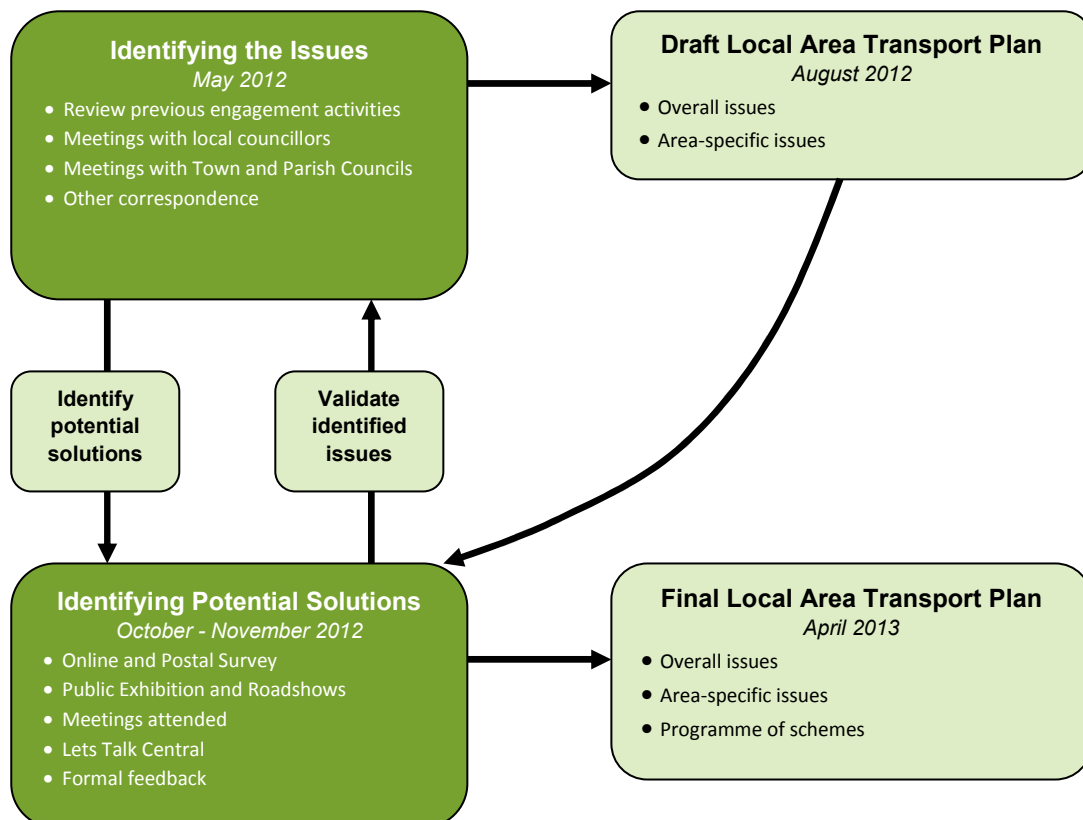 Identifying the Issues
May 2012
• Review previous engagement activities
• Meetings with local councillors
• Meetings with Town and Parish Councils
• Other correspondence
Draft Local Area Transport Plan
August 2012
• Overall issues
• Area-specific issues
Identify
potential
solutions
Validate
identified
issues
Identifying Potential Solutions
October - November 2012
• Online and Postal Survey
• Public Exhibition and Roadshows
• Meetings attended
• Lets Talk Central
• Formal feedback
Final Local Area Transport Plan
April 2013
• Overall issues
• Area-specific issues
• Programme of schemes